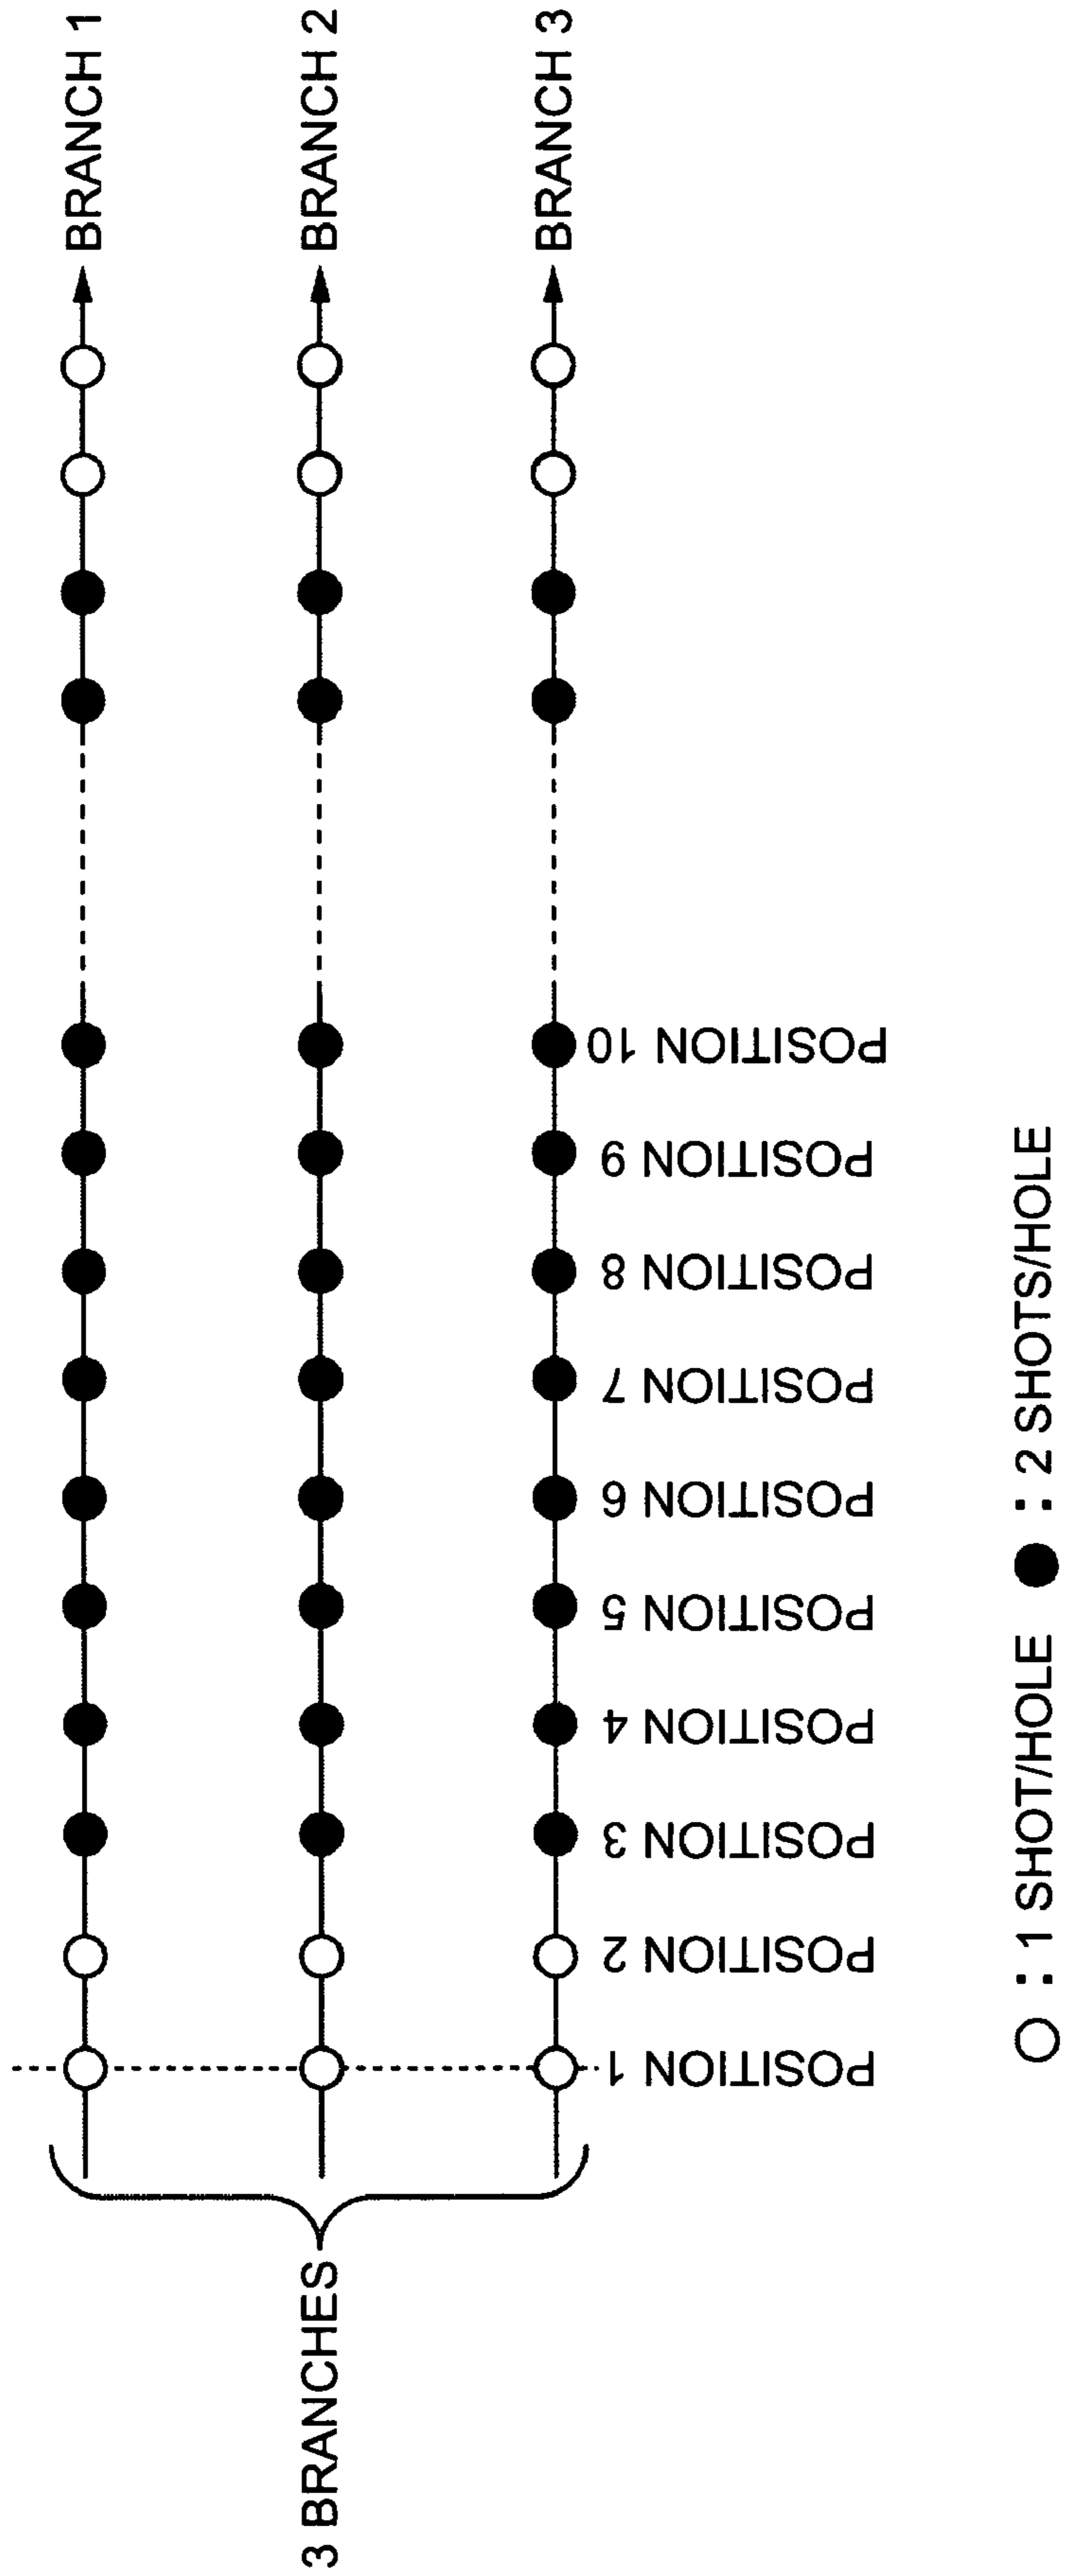 BRANCH 1
BRANCH 2
BRANCH 3
3 BRANCHES
POSITION 1
POSITION 2
POSITION 3
POSITION 4
POSITION 5
POSITION 6
POSITION 7
POSITION 8
POSITION 9
POSITION 10
: 1 SHOT/HOLE : 2 SHOTS/HOLE